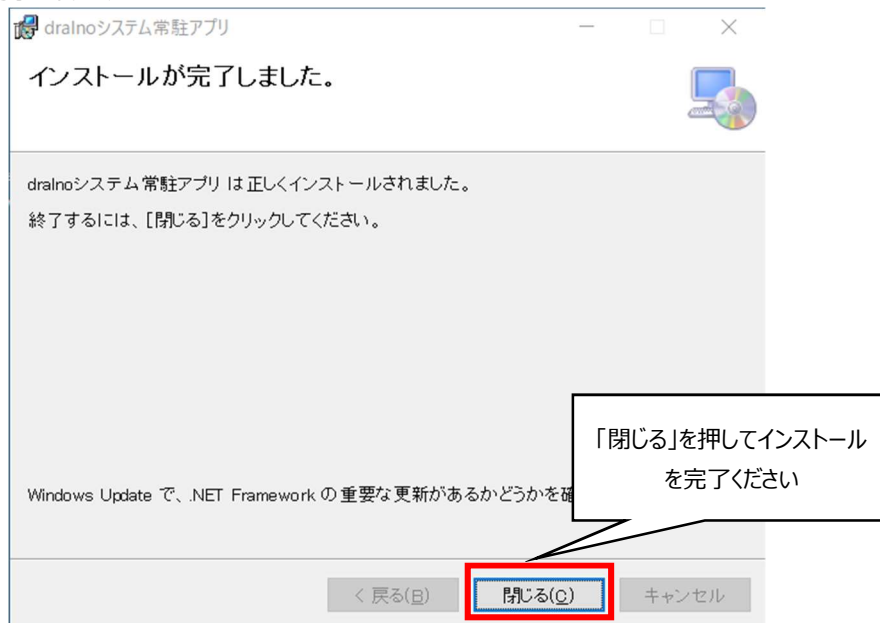 dralnoシステム常駐アプリ
インストールが完了しました。
dralnoシステム常駐アプリ は正しくインストールされました。
終了するには、[閉じる]をクリックしてください。
「閉じる」を押してインストール
を完了ください
Windows Update で、.NET Framework の重要な更新があるかどうかを確
< 戻る(B)
閉じる(C)
キャンセル